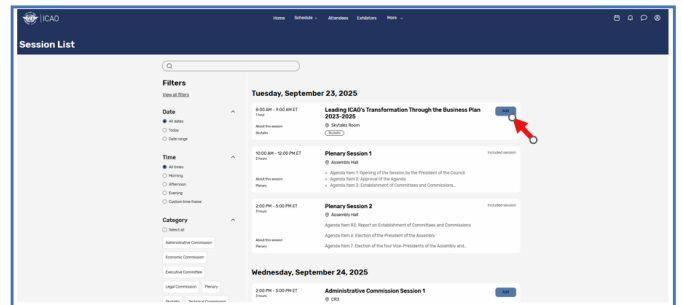 ICAO
Home Schedule Attendees Exhibitors More
Session List
Filters
View all filters
Date
All dates
Today
Date range
Time
All times
Morning
Afternoon
Evening
Custom time frame
Category
Select all
Administrative Commission
Economic Commission
Executive Committee
Legal Commission Plenary
Skytalks Technical Commission
Tuesday, September 23, 2025
8:00 AM - 9:00 AM ET
1 hour
About this session
Skytalks
Leading ICAO's Transformation Through the Business Plan
2023-2025
Skytalks Room
Skytalks
Add
10:00 AM - 12:00 PM ET
2 hours
About this session
Plenary
Plenary Session 1
Assembly Hall
Agenda Item 1: Opening of the Session by the President of the Council
Agenda Item 2: Approval of the Agenda
Agenda Item 3: Establishment of Committees and Commissions...
Included session
2:00 PM - 5:00 PM ET
3 hours
About this session
Plenary
Plenary Session 2
Assembly Hall
Agenda Item 83: Report on Establishment of Committees and Commissions
Agenda Item 6: Election of the President of the Assembly
Agenda Item 7: Election of the four Vice-Presidents of the Assembly and..
Included session
Wednesday, September 24, 2025
2:00 PM - 5:00 PM ET
3 hours
Administrative Commission Session 1
CR3
Add